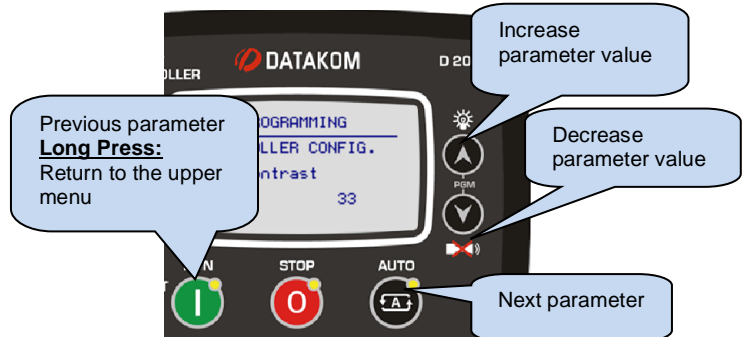 Increase
parameter value
DATAKOM
D 20
OLLER
Previous parameter
Long Press:
Return to the upper
menu
OGRAMMING
LLER CONFIG.
ontrast
33
Decrease
parameter value
PGM
STOP
AUTO
A
Next parameter